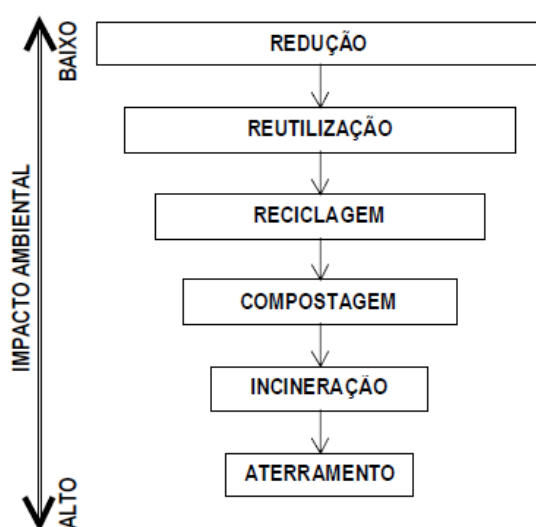 BAIXO
IMPACTO AMBIENTAL
ALTO
REDUÇÃO
REUTILIZAÇÃO
RECICLAGEM
COMPOSTAGEM
INCINERAÇÃO
ATERRAMENTO